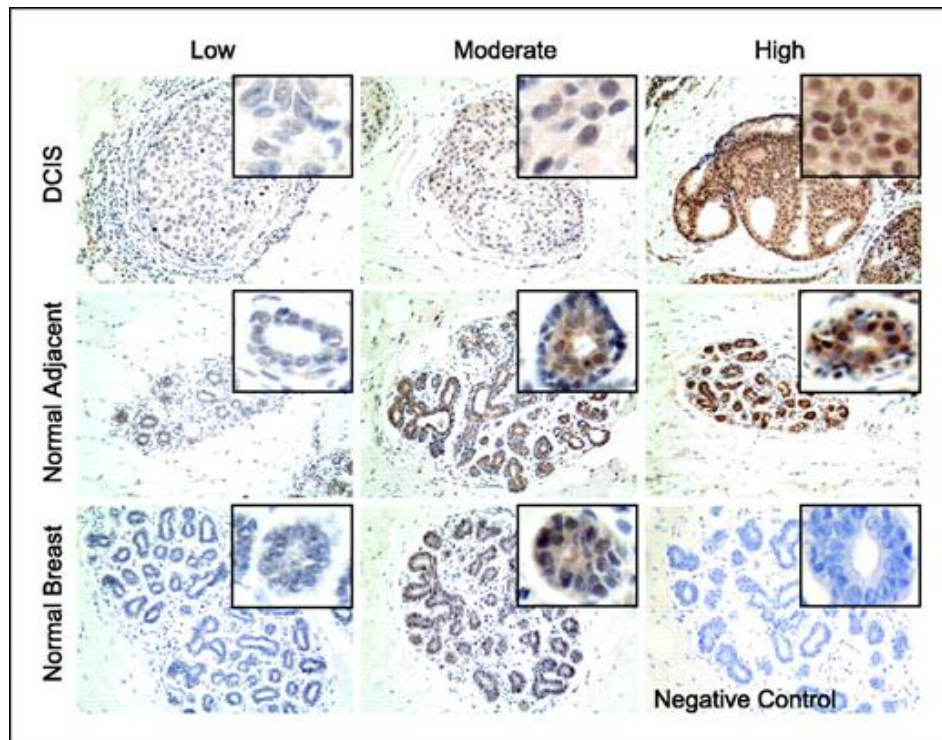 Low
Moderate
High
DCIS
Normal Adjacent
Normal Breast
Negative Control